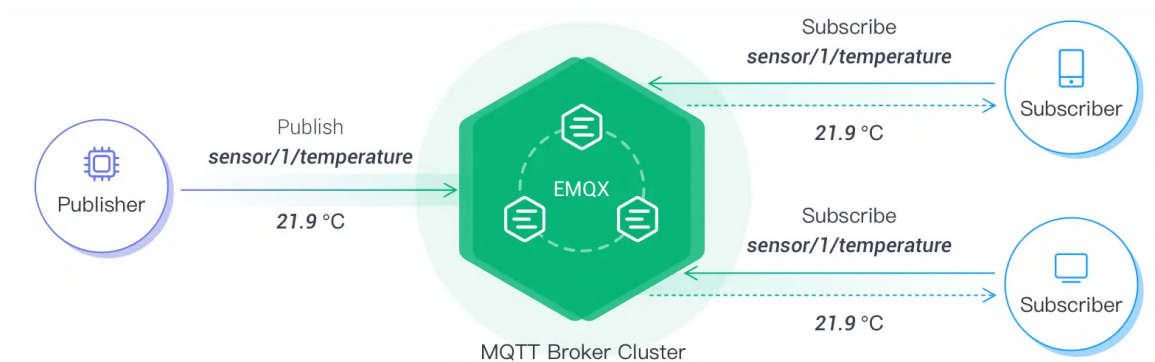 Publisher
Publish
sensor/1/temperature
21.9 °C
EMQX
MQTT Broker Cluster
Subscribe
sensor/1/temperature
21.9 °C
Subscriber
Subscribe
sensor/1/temperature
21.9 °C
Subscriber